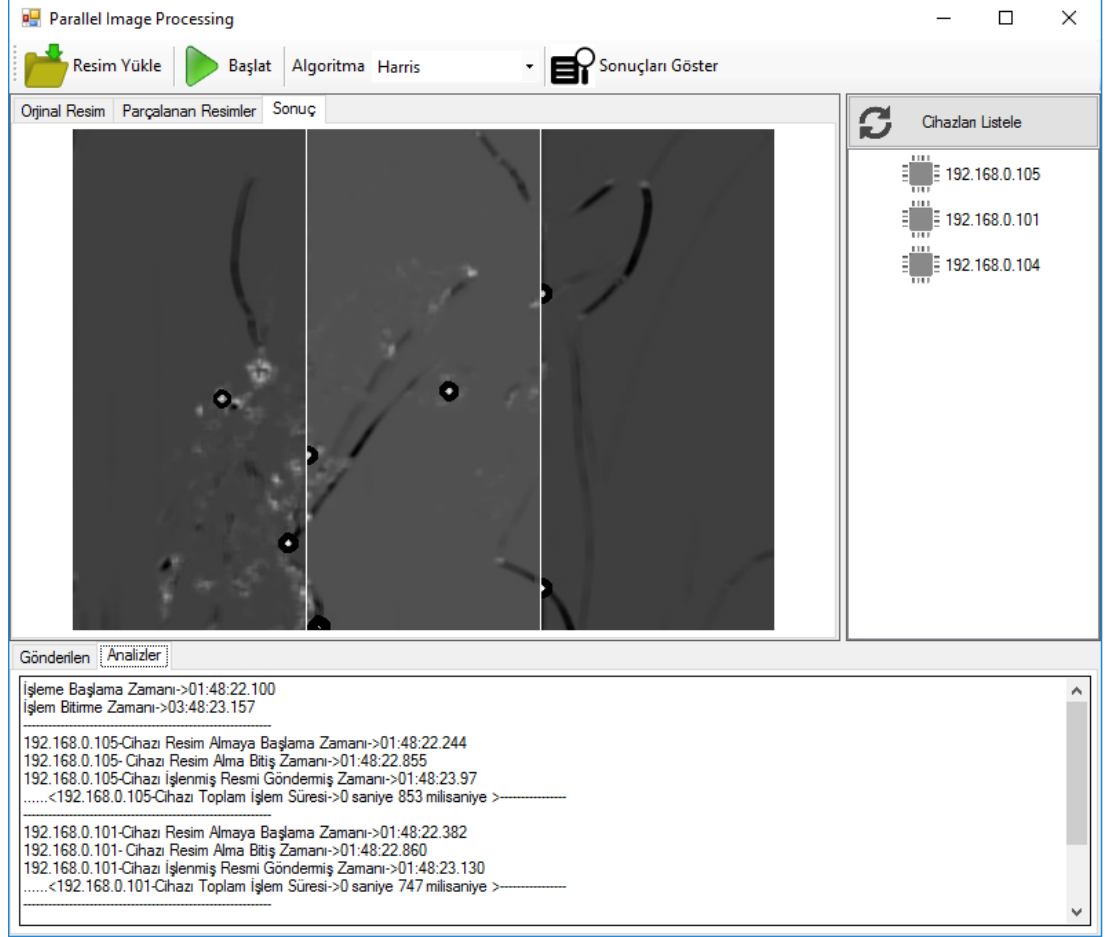 Parallel Image Processing
Resim Yükle Başlat Algoritma Harris Sonuçları Göster
Orjinal Resim Parçalanan Resimler Sonuç
Cihazları Listele
192.168.0.105
192.168.0.101
192.168.0.104
Gönderilen Analizler
İşleme Başlama Zamanı->01:48:22.100
İşlem Bitirme Zamanı->03:48:23.157
--------------------------------------------------------------
192.168.0.105-Cihazı Resim Almaya Başlama Zamanı->01:48:22.244
192.168.0.105- Cihazı Resim Alma Bitiş Zamanı->01:48:22.855
192.168.0.105-Cihazı İşlenmiş Resmi Göndermiş Zamanı->01:48:23.97
......<192.168.0.105-Cihazı Toplam İşlem Süresi->0 saniye 853 milisaniye >----------------
--------------------------------------------------------------
192.168.0.101-Cihazı Resim Almaya Başlama Zamanı->01:48:22.382
192.168.0.101- Cihazı Resim Alma Bitiş Zamanı->01:48:22.860
192.168.0.101-Cihazı İşlenmiş Resmi Göndermiş Zamanı->01:48:23.130
......<192.168.0.101-Cihazı Toplam İşlem Süresi->0 saniye 747 milisaniye >----------------
--------------------------------------------------------------